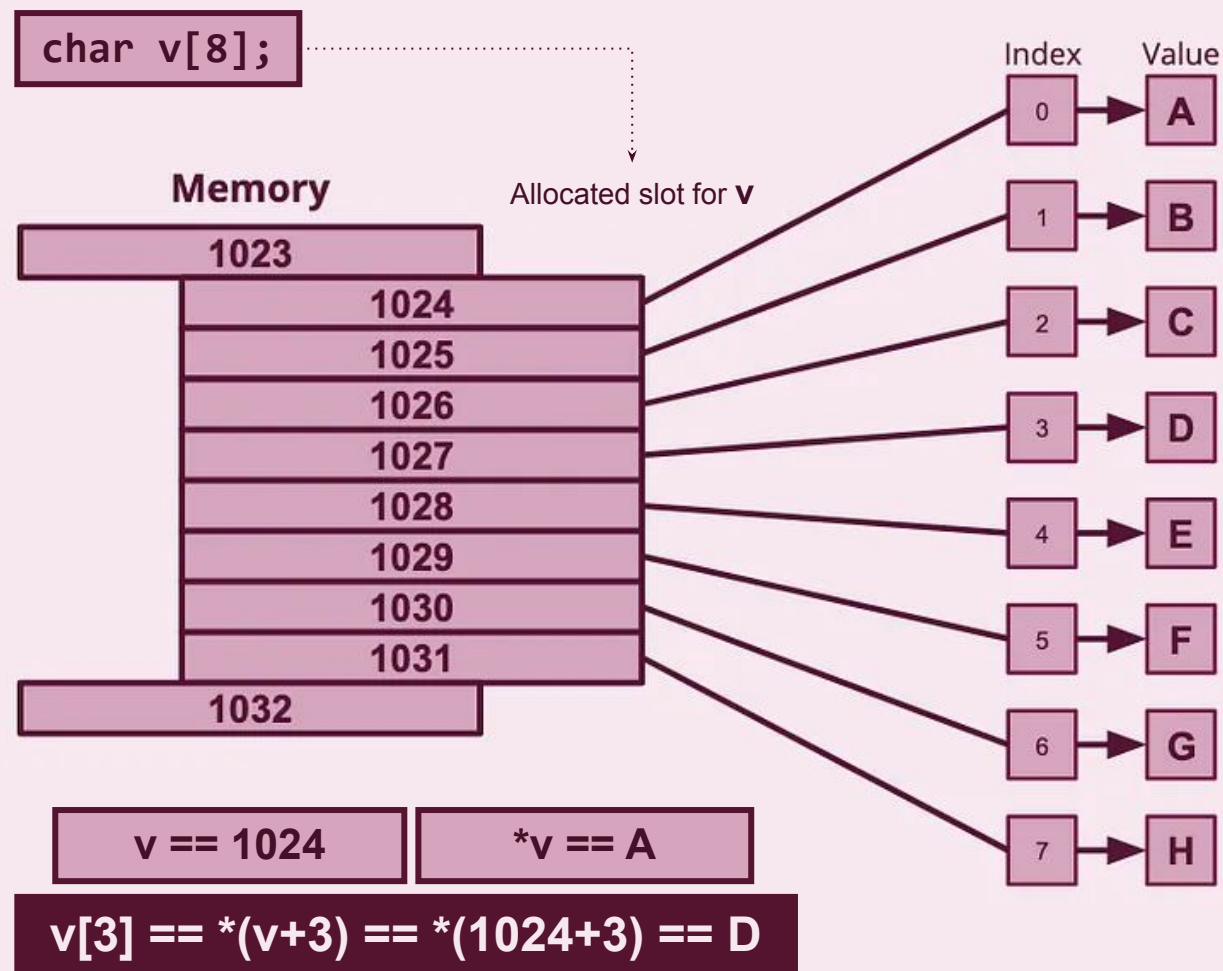 char v[8];
Index Value
Memory
Allocated slot for v
1023
1024
1025
1026
1027
1028
1029
1030
1031
1032
0 A
1 B
2 C
3 D
4 E
5 F
6 G
7 H
v == 1024
*v == A
v[3] == *(v+3) == *(1024+3) == D